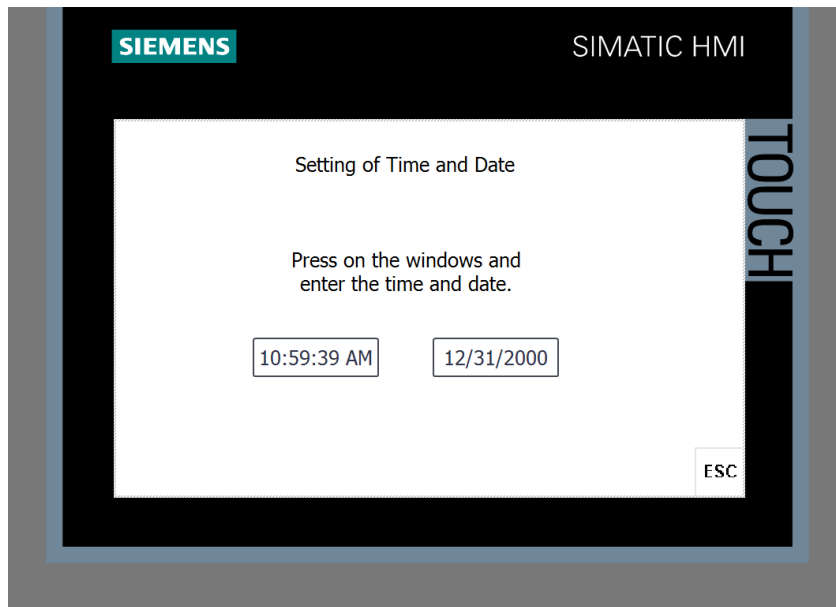 SIEMENS
SIMATIC HMI
TOUCH
Setting of Time and Date
Press on the windows and
enter the time and date.
10:59:39 AM
12/31/2000
ESC